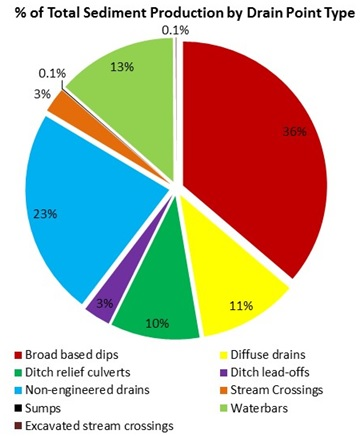 % of Total Sediment Production by Drain Point Type
0.1%
13%
0.1%
3%
36%
23%
3%
11%
10%
Broad based dips Diffuse drains
Ditch relief culverts Ditch lead-offs
Non-engineered drains Stream Crossings
Sumps Waterbars
Excavated stream crossings